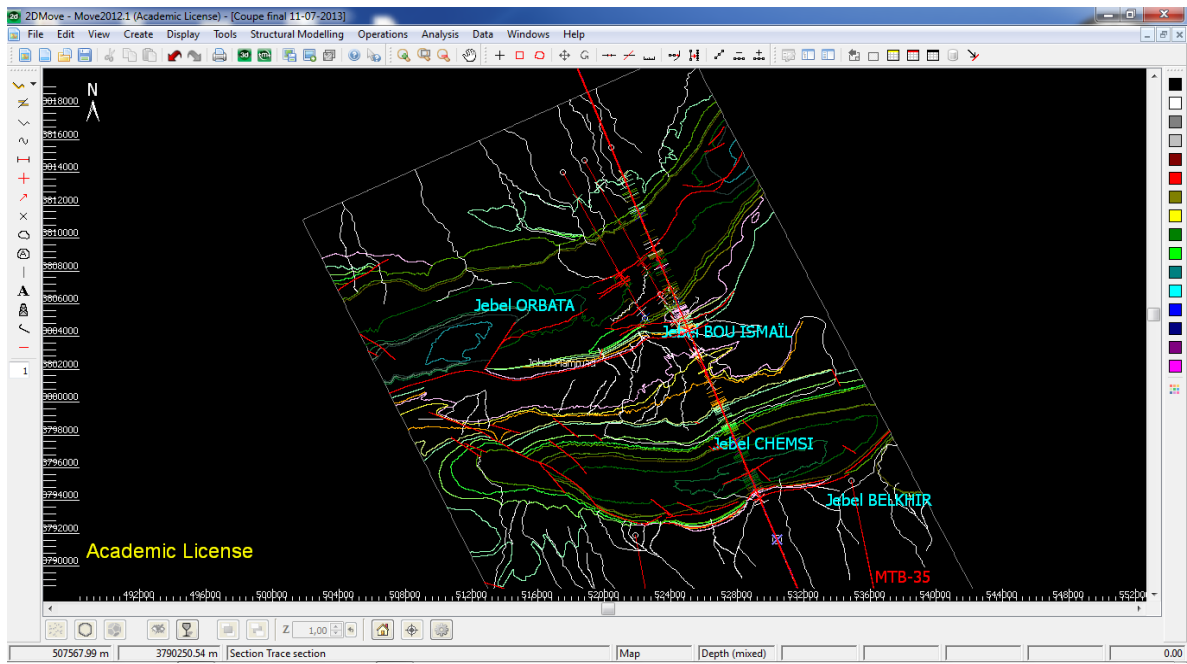 2DMove - Move2012.1 (Academic License) - [Coupe final 11-07-2013]
File Edit View Create Display Tools Structural Modelling Operations Analysis Data Windows Help
N
3818000
3816000
3814000
3812000
3810000
3808000
3806000
3804000
3802000
3800000
3798000
3796000
3794000
3792000
3790000
Jebel ORBATA
Jebel BOU ISMAÏL
Jebel CHEMSI
Jebel BELKHIR
MTB-35
Academic License
492000 496000 500000 504000 508000 512000 516000 520000 524000 528000 532000 536000 540000 544000 548000 552000
1
Z 1,00
507567.99 m 3790250.54 m Section Trace section Map Depth (mixed) 0.00